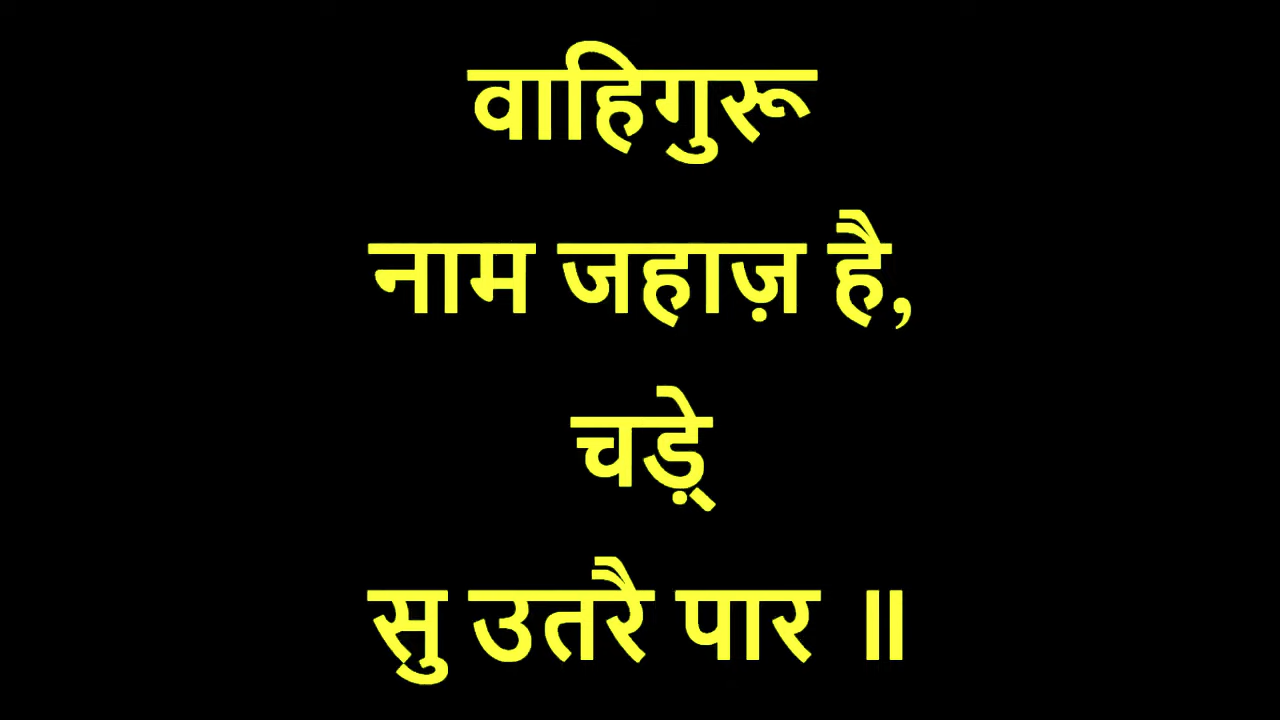 वाहिगुरू
नाम जहाज़ है,
चड़े्
सु उतरै पार ॥